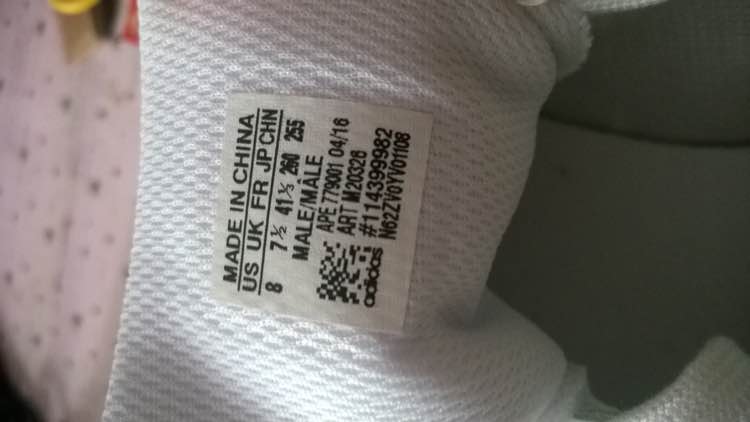 MADE IN CHINA
US UK FR JP CHN
8 7½ 41⅓ 260 255
MALE/MÂLE
APE 779001 04/16
ART M20326
#114399982
adidas N62ZV0YV01108